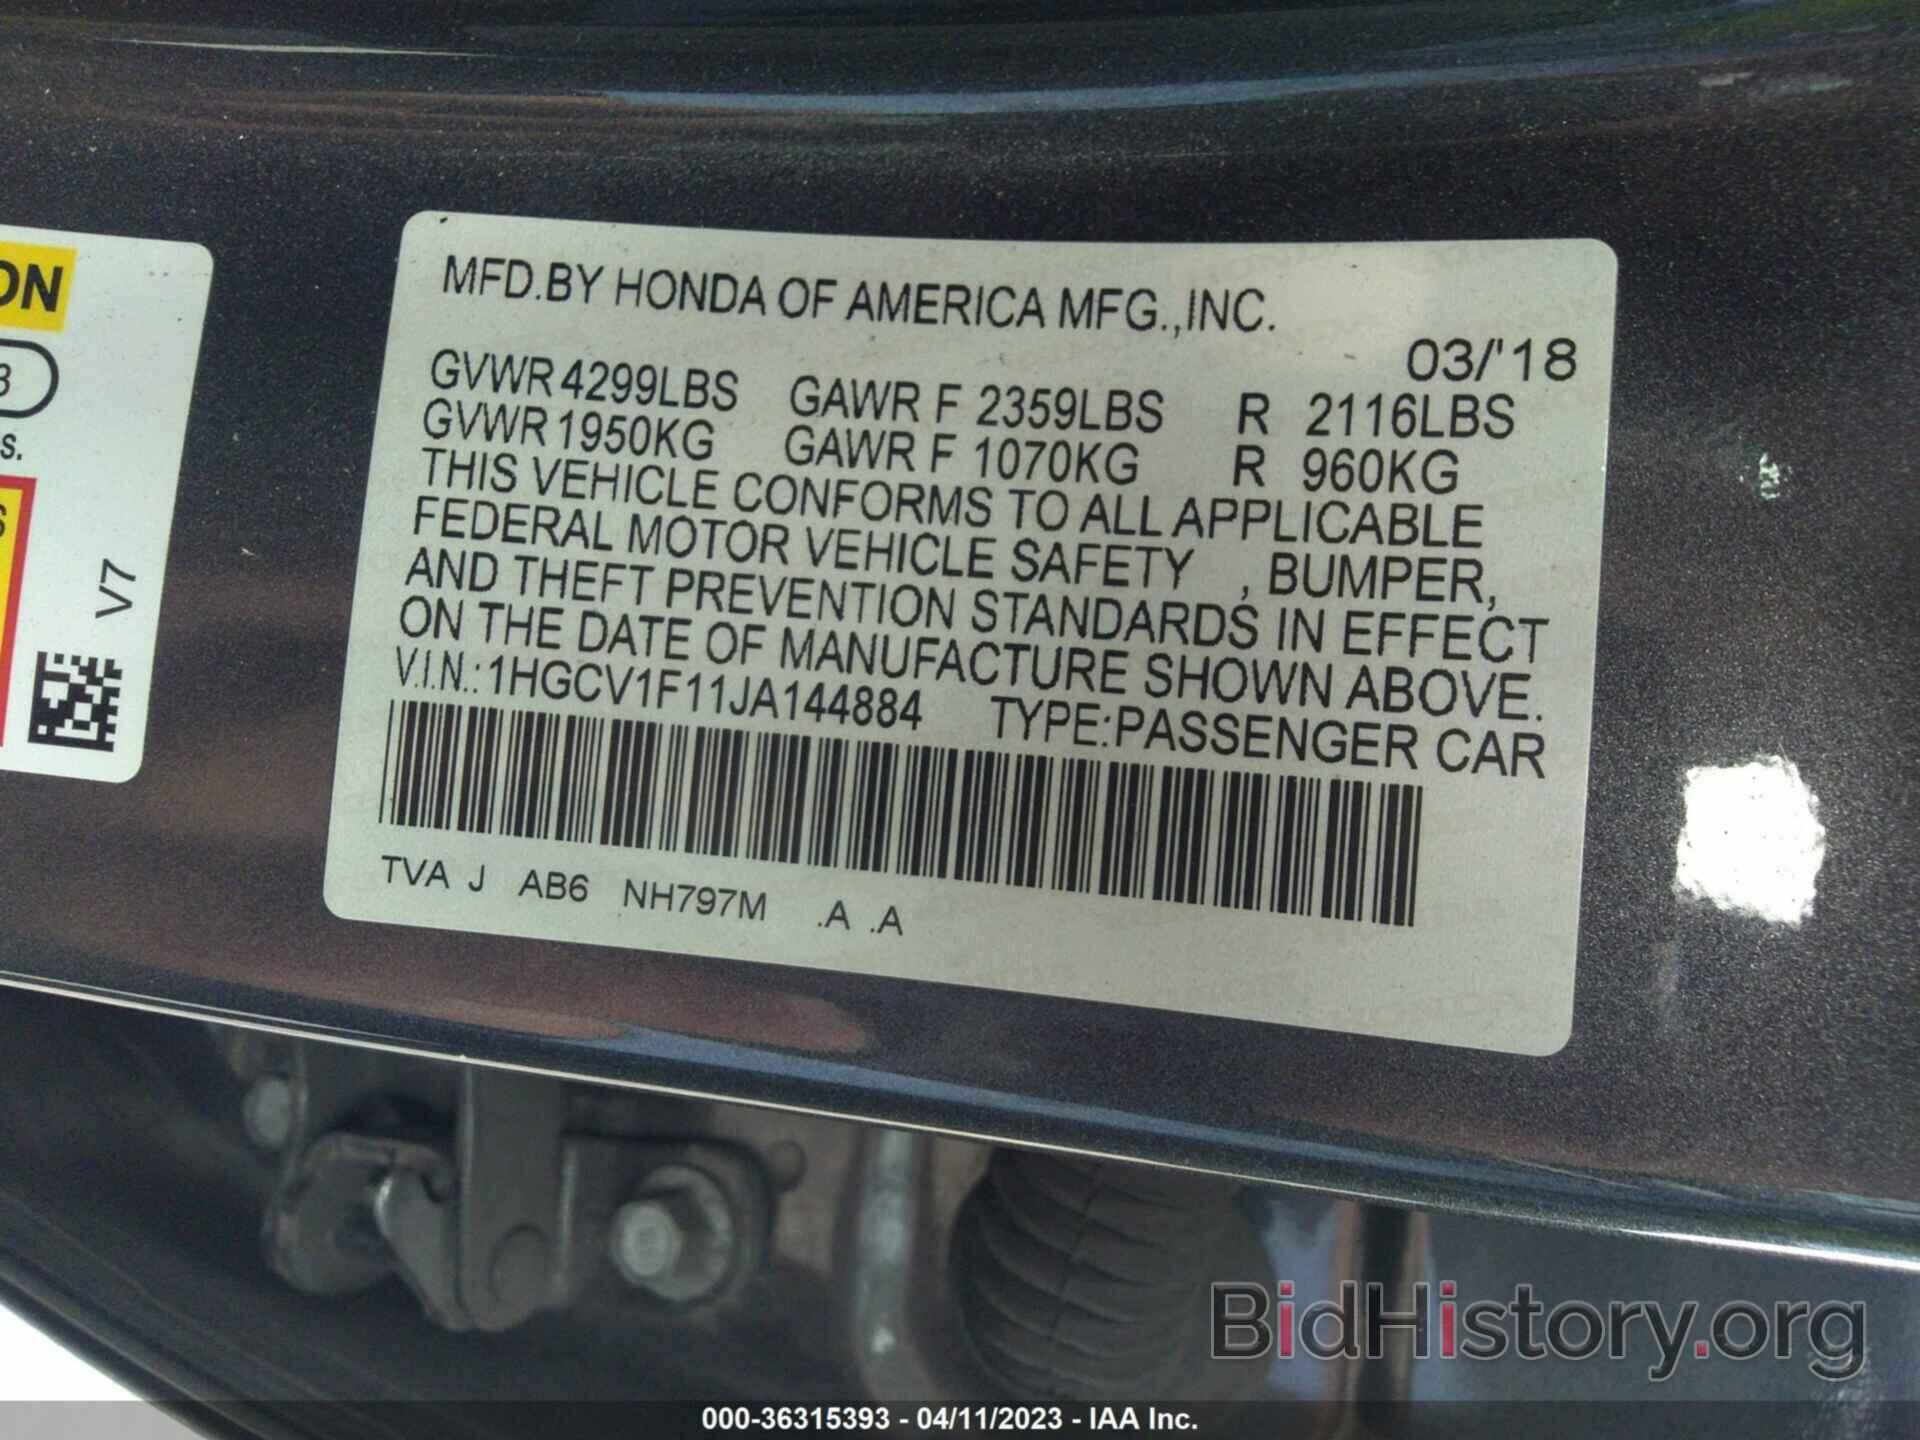 ON
3
S.
S
V7
MFD.BY HONDA OF AMERICA MFG.,INC.
03/'18
GVWR 4299LBS GAWR F 2359LBS R 2116LBS
GVWR 1950KG GAWR F 1070KG R 960KG
THIS VEHICLE CONFORMS TO ALL APPLICABLE
FEDERAL MOTOR VEHICLE SAFETY , BUMPER,
AND THEFT PREVENTION STANDARDS IN EFFECT
ON THE DATE OF MANUFACTURE SHOWN ABOVE.
V.I.N.: 1HGCV1F11JA144884 TYPE:PASSENGER CAR
TVA J AB6 NH797M .A .A
BidHistory.org
000-36315393 - 04/11/2023 - IAA Inc.